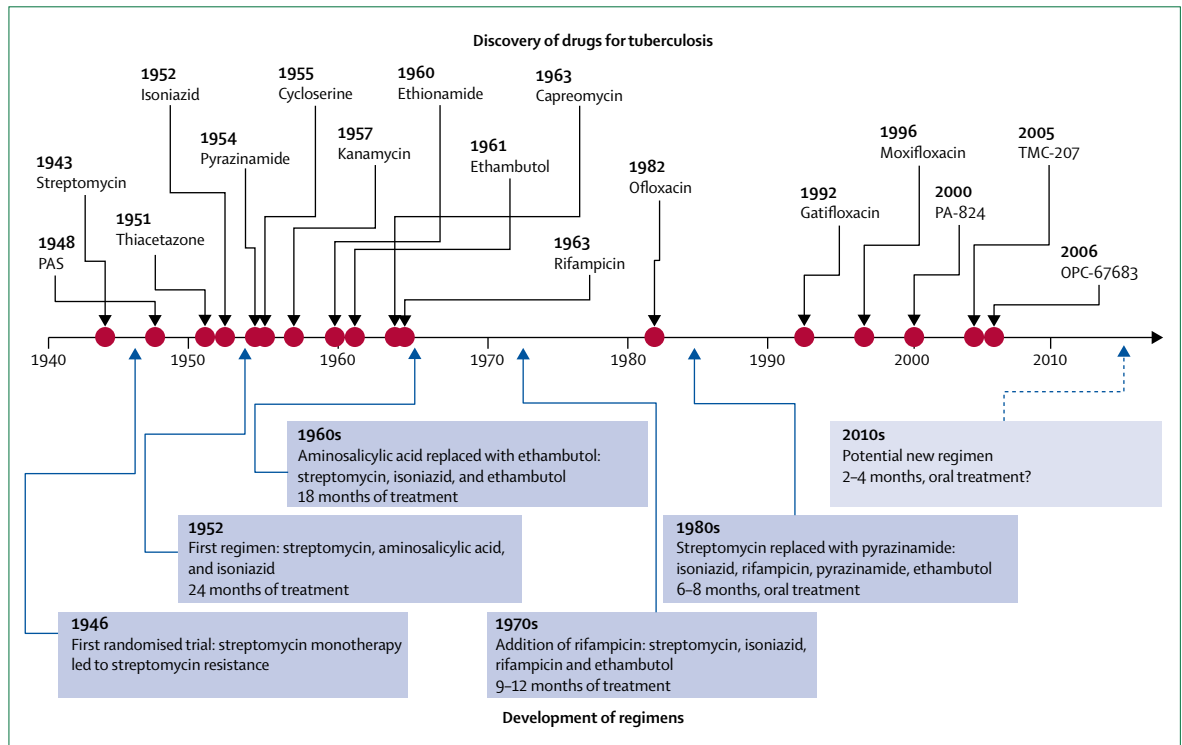 Discovery of drugs for tuberculosis
1943
Streptomycin
1948
PAS
1951
Thiacetazone
1952
Isoniazid
1954
Pyrazinamide
1955
Cycloserine
1957
Kanamycin
1960
Ethionamide
1961
Ethambutol
1963
Capreomycin
1963
Rifampicin
1982
Ofloxacin
1992
Gatifloxacin
1996
Moxifloxacin
2000
PA-824
2005
TMC-207
2006
OPC-67683
1940
1950
1960
1970
1980
1990
2000
2010
1960s
Aminosalicylic acid replaced with ethambutol:
streptomycin, isoniazid, and ethambutol
18 months of treatment
2010s
Potential new regimen
2–4 months, oral treatment?
1952
First regimen: streptomycin, aminosalicylic acid,
and isoniazid
24 months of treatment
1980s
Streptomycin replaced with pyrazinamide:
isoniazid, rifampicin, pyrazinamide, ethambutol
6–8 months, oral treatment
1946
First randomised trial: streptomycin monotherapy
led to streptomycin resistance
1970s
Addition of rifampicin: streptomycin, isoniazid,
rifampicin and ethambutol
9–12 months of treatment
Development of regimens